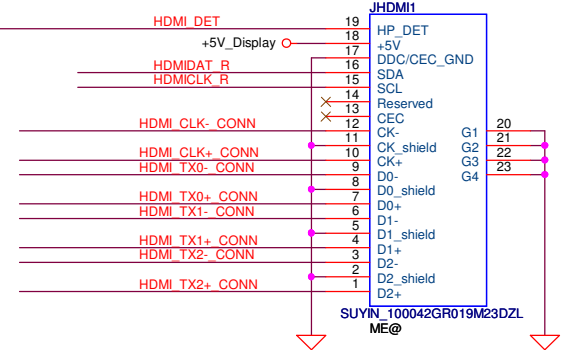 JHDMI1
HDMI_DET 19 HP_DET
+5V_Display 18 +5V
17 DDC/CEC_GND
HDMIDAT_R 16 SDA
HDMICLK_R 15 SCL
14 Reserved
13 CEC
HDMI_CLK-_CONN 12 CK- G1 20
11 CK_shield G2 21
HDMI_CLK+_CONN 10 CK+ G3 22
HDMI_TX0-_CONN 9 D0- G4 23
8 D0_shield
HDMI_TX0+_CONN 7 D0+
HDMI_TX1-_CONN 6 D1-
5 D1_shield
HDMI_TX1+_CONN 4 D1+
HDMI_TX2-_CONN 3 D2-
2 D2_shield
HDMI_TX2+_CONN 1 D2+
SUYIN_100042GR019M23DZL
ME@